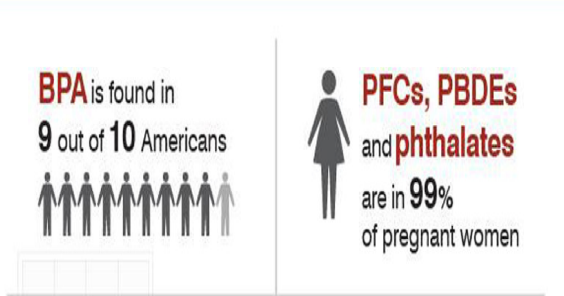 BPA is found in
9 out of 10 Americans
PFCs, PBDEs
and phthalates
are in 99%
of pregnant women